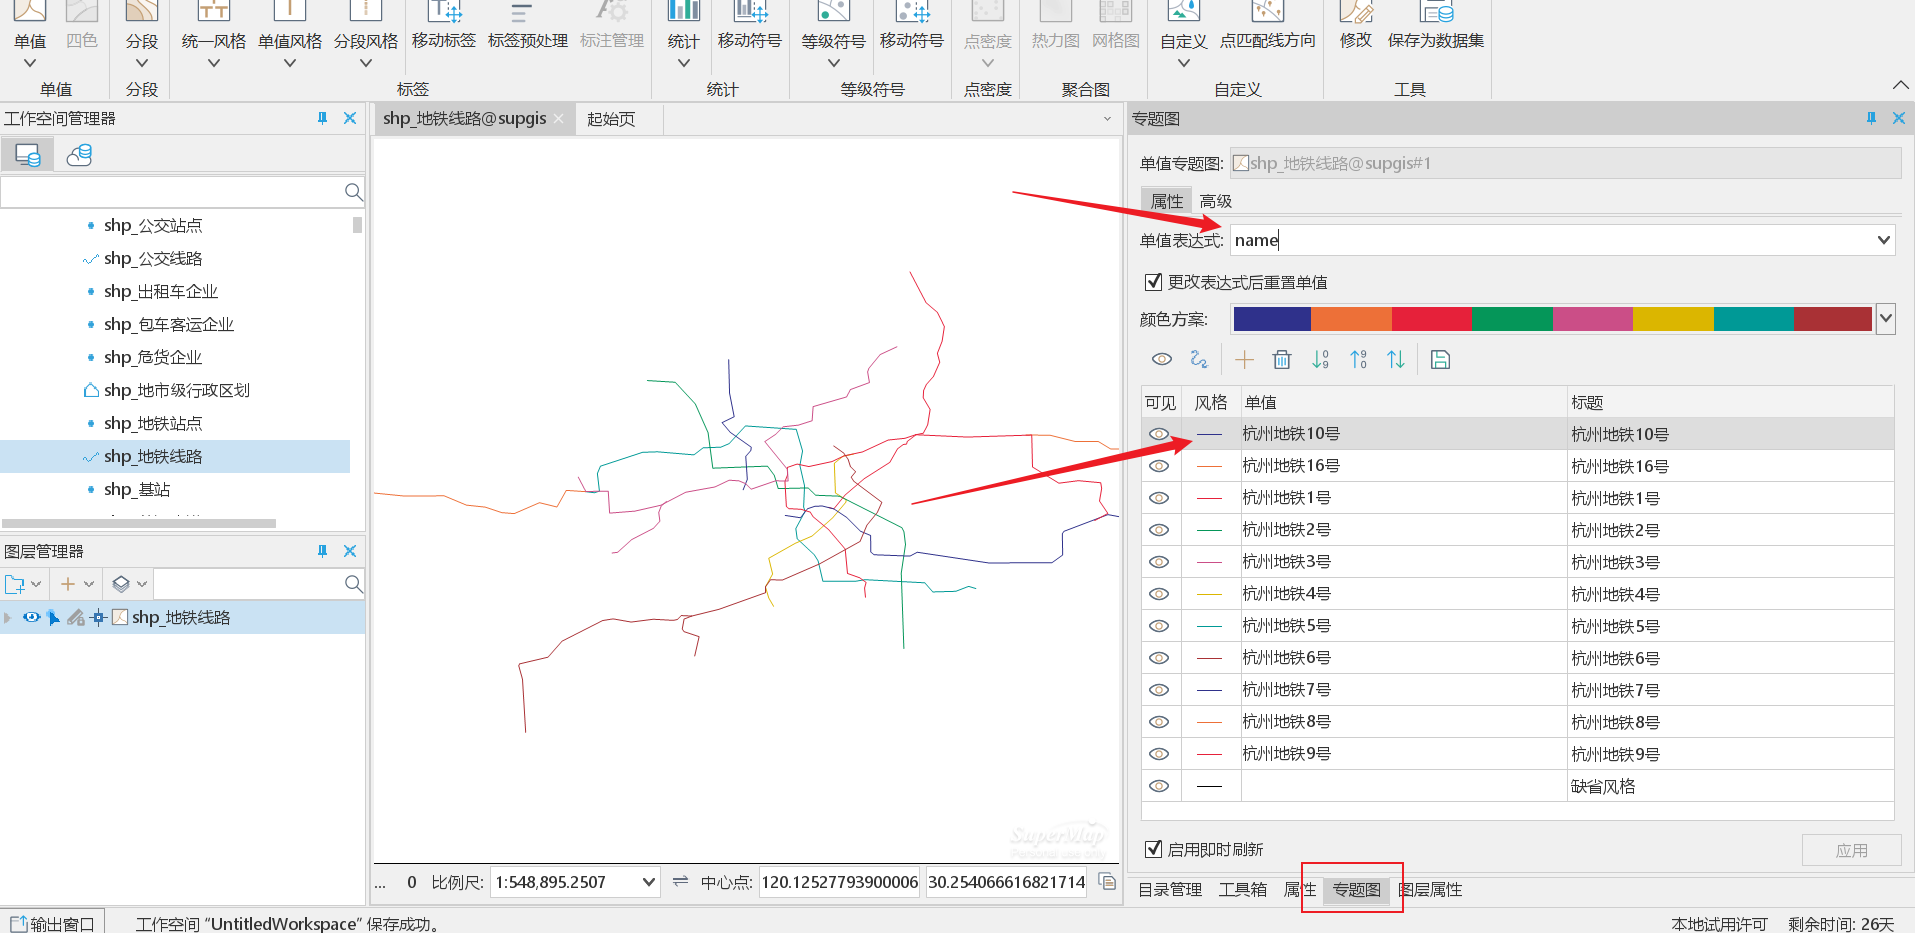 单值 四色 分段 统一风格 单值风格 分段风格 移动标签 标签预处理 标注管理 统计 移动符号 等级符号 移动符号 点密度 热力图 网格图 自定义 点匹配线方向 修改 保存为数据集
单值 分段 标签 统计 等级符号 点密度 聚合图 自定义 工具
工作空间管理器
shp_公交站点
shp_公交线路
shp_出租车企业
shp_包车客运企业
shp_危货企业
shp_地市级行政区划
shp_地铁站点
shp_地铁线路
shp_基站
图层管理器
shp_地铁线路
shp_地铁线路@supgis 起始页
SuperMap
Personal use only
... 0 比例尺: 1:548,895.2507 中心点: 120.12527793900006 30.254066616821714
专题图
单值专题图: shp_地铁线路@supgis#1
属性 高级
单值表达式: name
更改表达式后重置单值
颜色方案:
可见 风格 单值 标题
杭州地铁10号 杭州地铁10号
杭州地铁16号 杭州地铁16号
杭州地铁1号 杭州地铁1号
杭州地铁2号 杭州地铁2号
杭州地铁3号 杭州地铁3号
杭州地铁4号 杭州地铁4号
杭州地铁5号 杭州地铁5号
杭州地铁6号 杭州地铁6号
杭州地铁7号 杭州地铁7号
杭州地铁8号 杭州地铁8号
杭州地铁9号 杭州地铁9号
缺省风格
启用即时刷新 应用
目录管理 工具箱 属性 专题图 图层属性
输出窗口 工作空间 “UntitledWorkspace” 保存成功。 本地试用许可 剩余时间: 26天